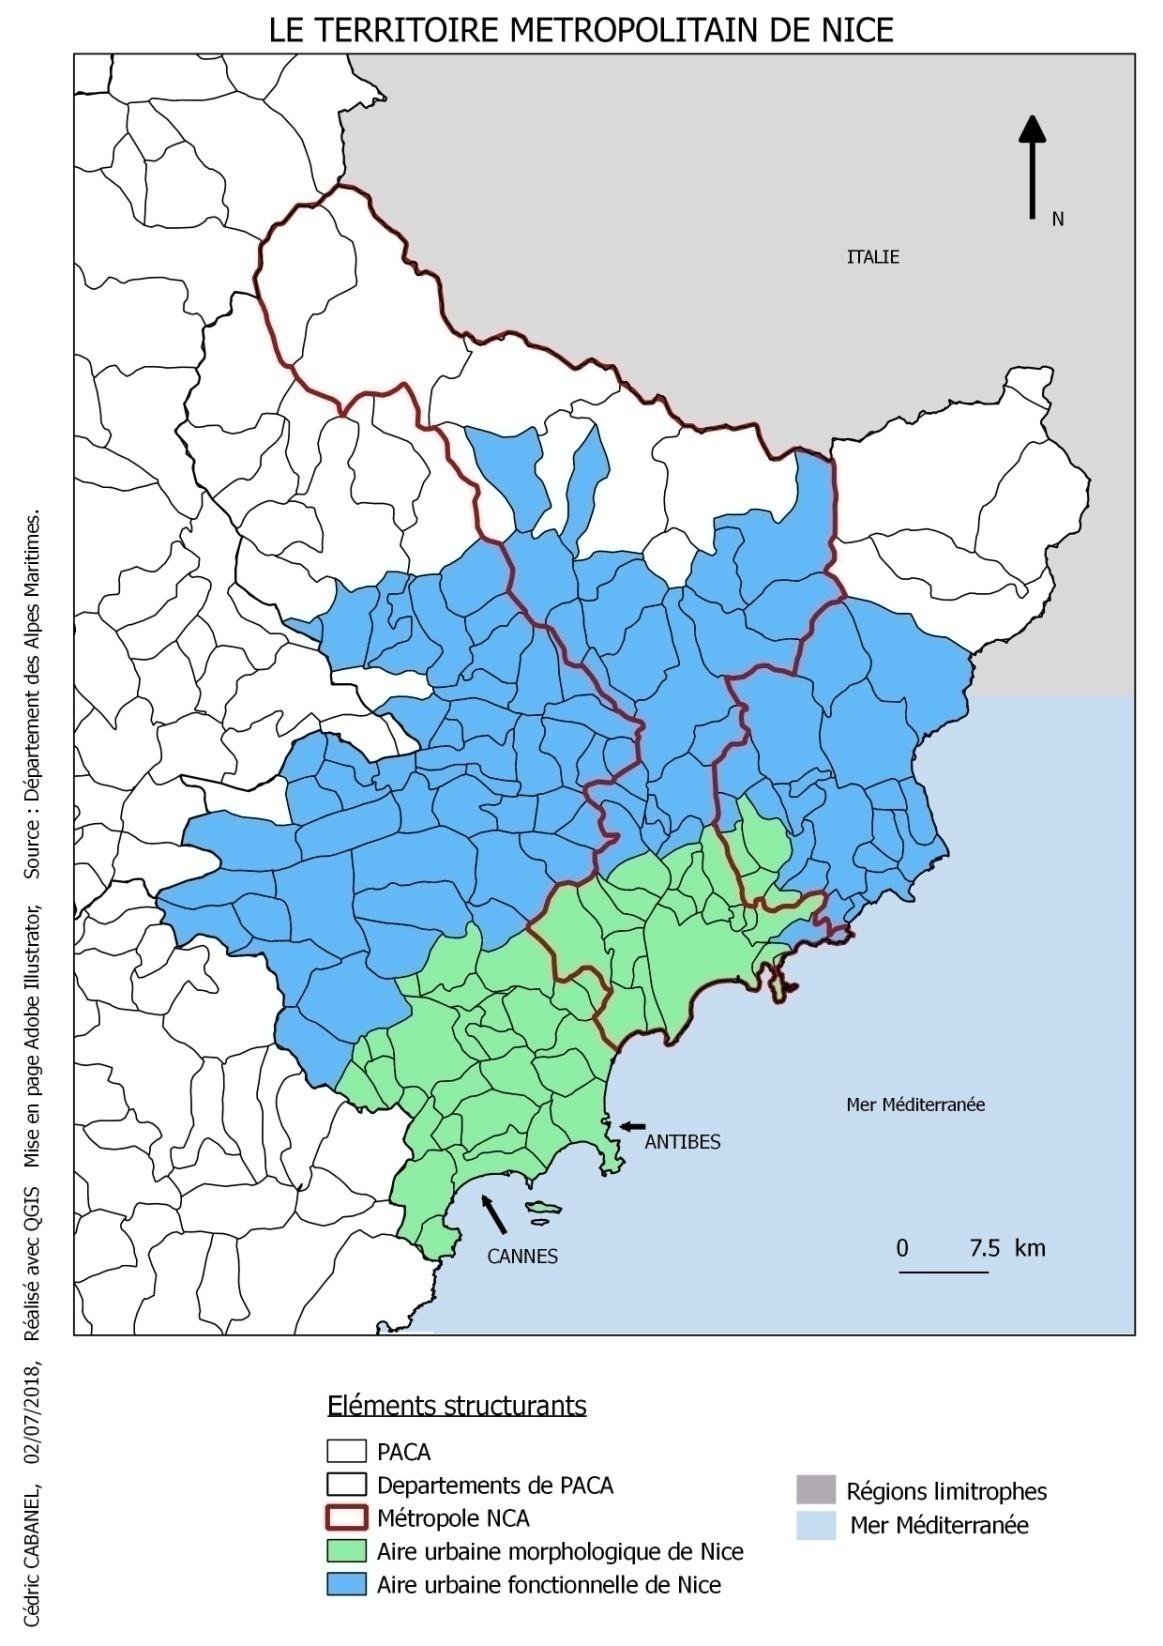 LE TERRITOIRE METROPOLITAIN DE NICE
N
ITALIE
Mer Méditerranée
ANTIBES
CANNES
0 7.5 km
Cédric CABANEL, 02/07/2018, Réalisé avec QGIS Mise en page Adobe Illustrator, Source : Département des Alpes Maritimes.
Eléments structurants
PACA
Departements de PACA
Métropole NCA
Aire urbaine morphologique de Nice
Aire urbaine fonctionnelle de Nice
Régions limitrophes
Mer Méditerranée